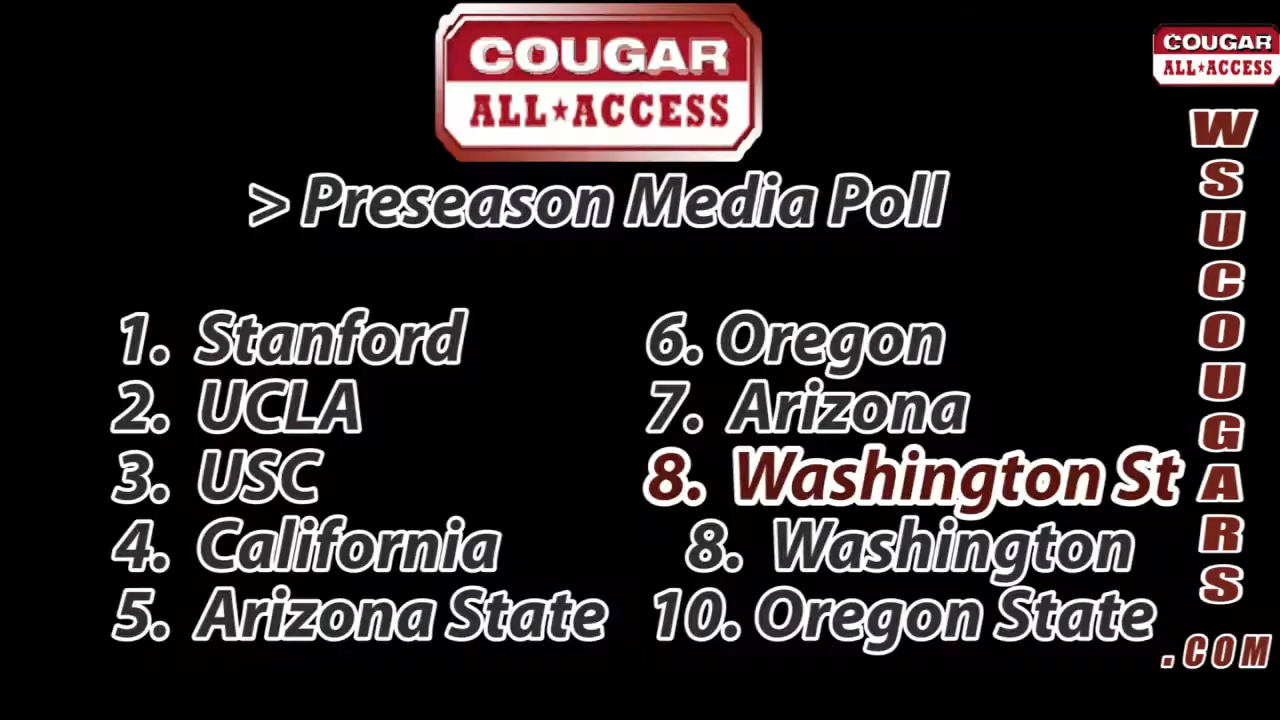 COUGAR
ALL★ACCESS
> Preseason Media Poll
1. Stanford
2. UCLA
3. USC
4. California
5. Arizona State
6. Oregon
7. Arizona
8. Washington St
8. Washington
10. Oregon State
COUGAR
ALL★ACCESS
WSUCOUGARS
.COM